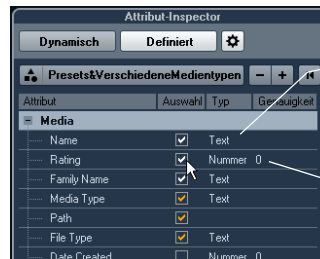 Attribut-Inspector
Dynamisch Definiert
Presets&VerschiedeneMedientypen − +
Attribut Auswahl Typ Genauigkeit
Media
Name Text
Rating Nummer 0
Family Name Text
Media Type Text
Path
File Type Text
Date Created Nummer 0